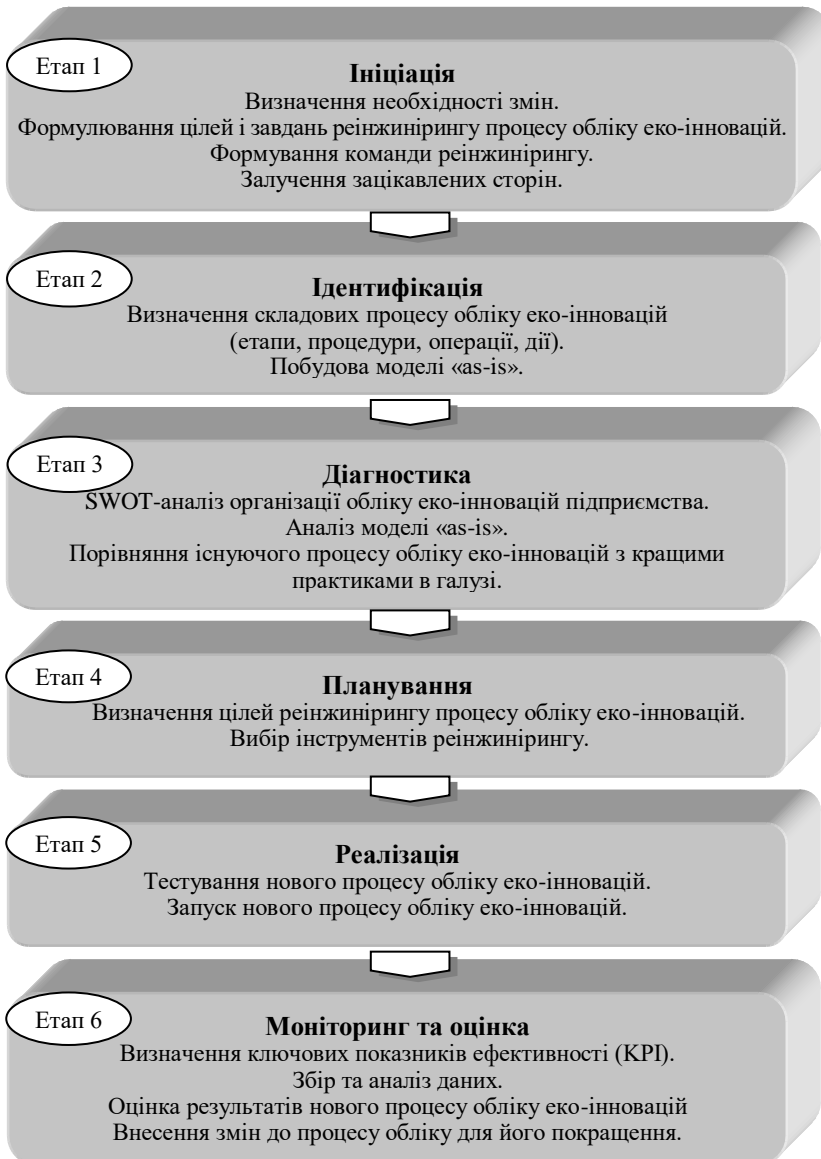 Етап 1
Ініціація
Визначення необхідності змін.
Формулювання цілей і завдань реінжинірингу процесу обліку еко-інновацій.
Формування команди реінжинірингу.
Залучення зацікавлених сторін.
Етап 2
Ідентифікація
Визначення складових процесу обліку еко-інновацій
(етапи, процедури, операції, дії).
Побудова моделі «as-is».
Етап 3
Діагностика
SWOT-аналіз організації обліку еко-інновацій підприємства.
Аналіз моделі «as-is».
Порівняння існуючого процесу обліку еко-інновацій з кращими
практиками в галузі.
Етап 4
Планування
Визначення цілей реінжинірингу процесу обліку еко-інновацій.
Вибір інструментів реінжинірингу.
Етап 5
Реалізація
Тестування нового процесу обліку еко-інновацій.
Запуск нового процесу обліку еко-інновацій.
Етап 6
Моніторинг та оцінка
Визначення ключових показників ефективності (KPI).
Збір та аналіз даних.
Оцінка результатів нового процесу обліку еко-інновацій
Внесення змін до процесу обліку для його покращення.